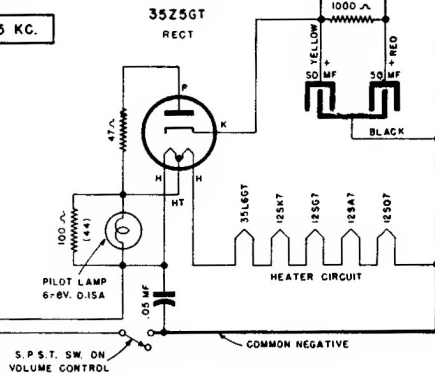 35Z5GT
RECT
KC.
1000 Ω
YELLOW
+
RED
+
50 MF
50 MF
BLACK
P
K
47 Ω
H
HT
H
100 Ω
(44)
35L6GT
12SK7
12SG7
12SA7
12SQ7
HEATER CIRCUIT
PILOT LAMP
6-8V. 0.15A
.05 MF
COMMON NEGATIVE
S.P.S.T. SW. ON
VOLUME CONTROL